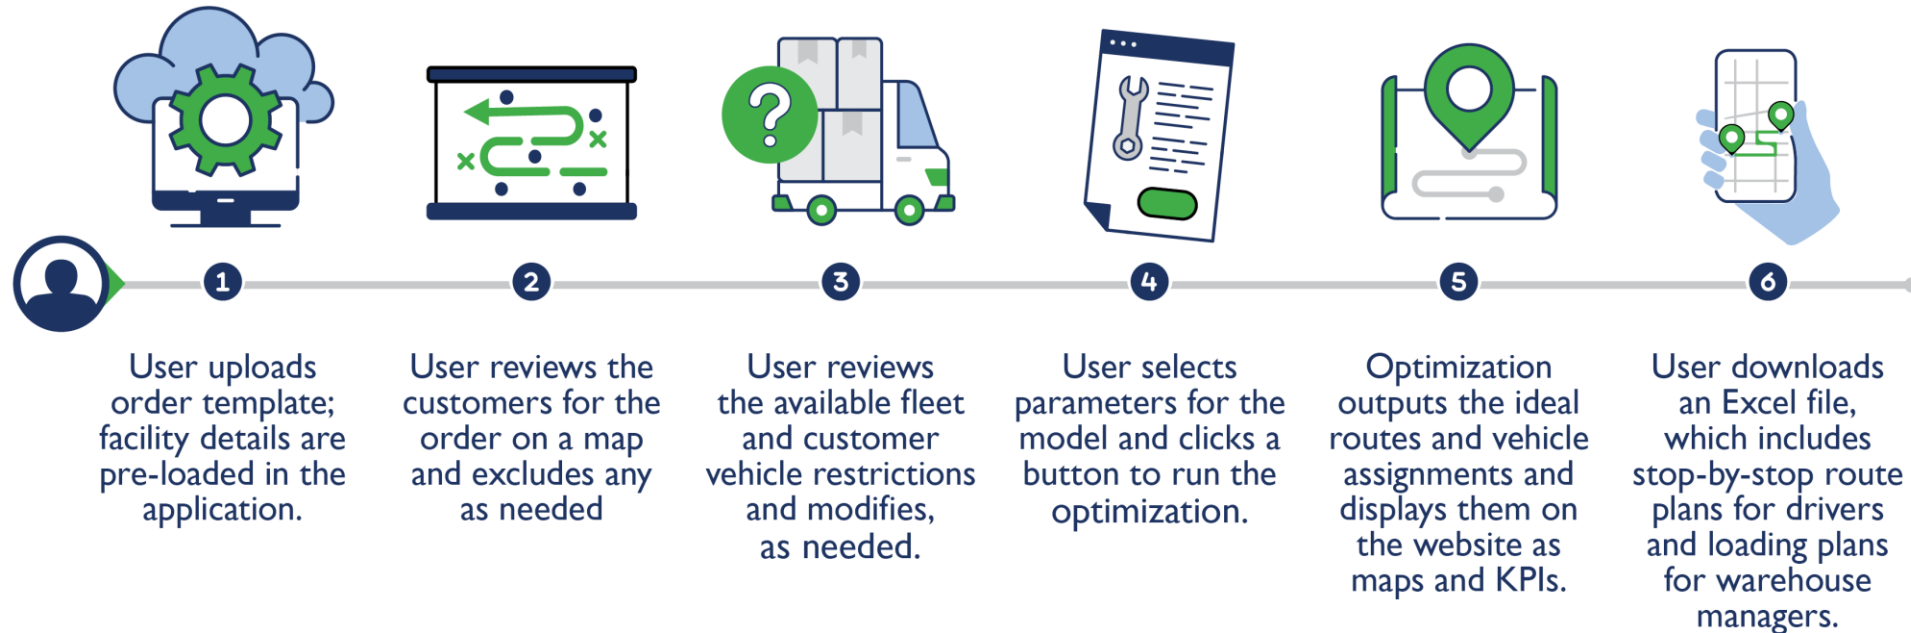 ?
1
2
3
4
5
6
User uploads
order template;
facility details are
pre-loaded in the
application.
User reviews the
customers for the
order on a map
and excludes any
as needed
User reviews
the available fleet
and customer
vehicle restrictions
and modifies,
as needed.
User selects
parameters for the
model and clicks a
button to run the
optimization.
Optimization
outputs the ideal
routes and vehicle
assignments and
displays them on
the website as
maps and KPIs.
User downloads
an Excel file,
which includes
stop-by-stop route
plans for drivers
and loading plans
for warehouse
managers.